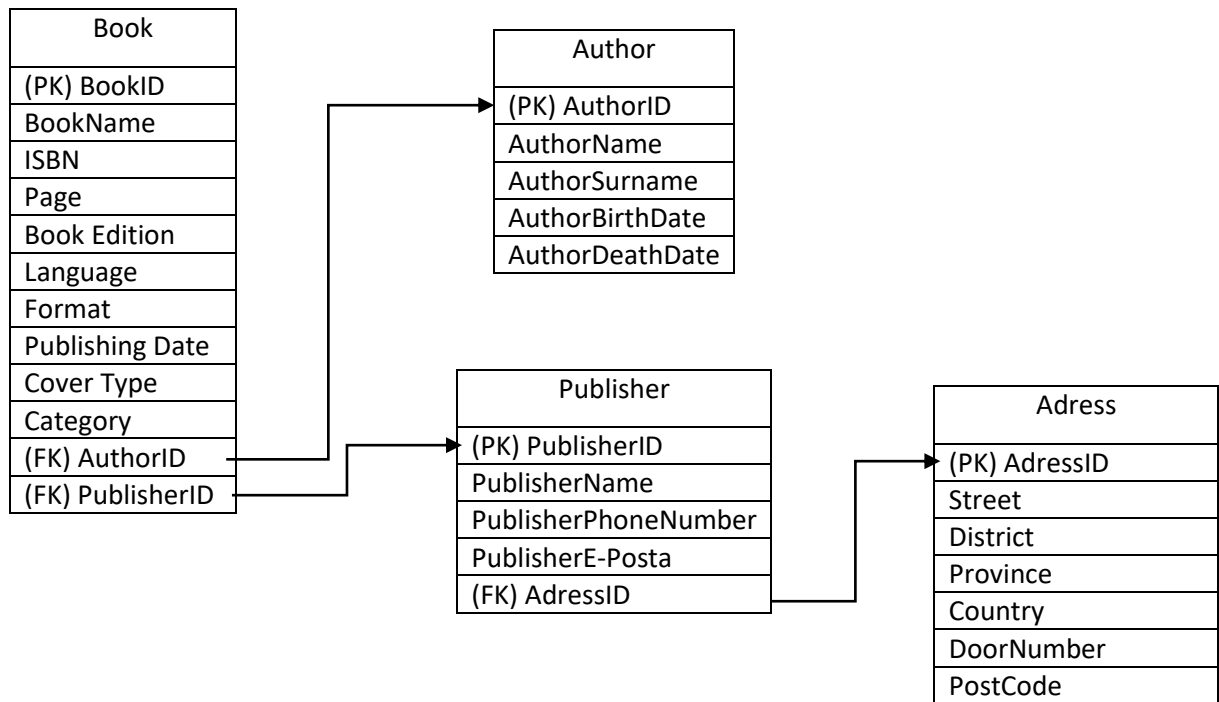 Book
(PK) BookID
BookName
ISBN
Page
Book Edition
Language
Format
Publishing Date
Cover Type
Category
(FK) AuthorID
(FK) PublisherID
Author
(PK) AuthorID
AuthorName
AuthorSurname
AuthorBirthDate
AuthorDeathDate
Publisher
(PK) PublisherID
PublisherName
PublisherPhoneNumber
PublisherE-Posta
(FK) AdressID
Adress
(PK) AdressID
Street
District
Province
Country
DoorNumber
PostCode